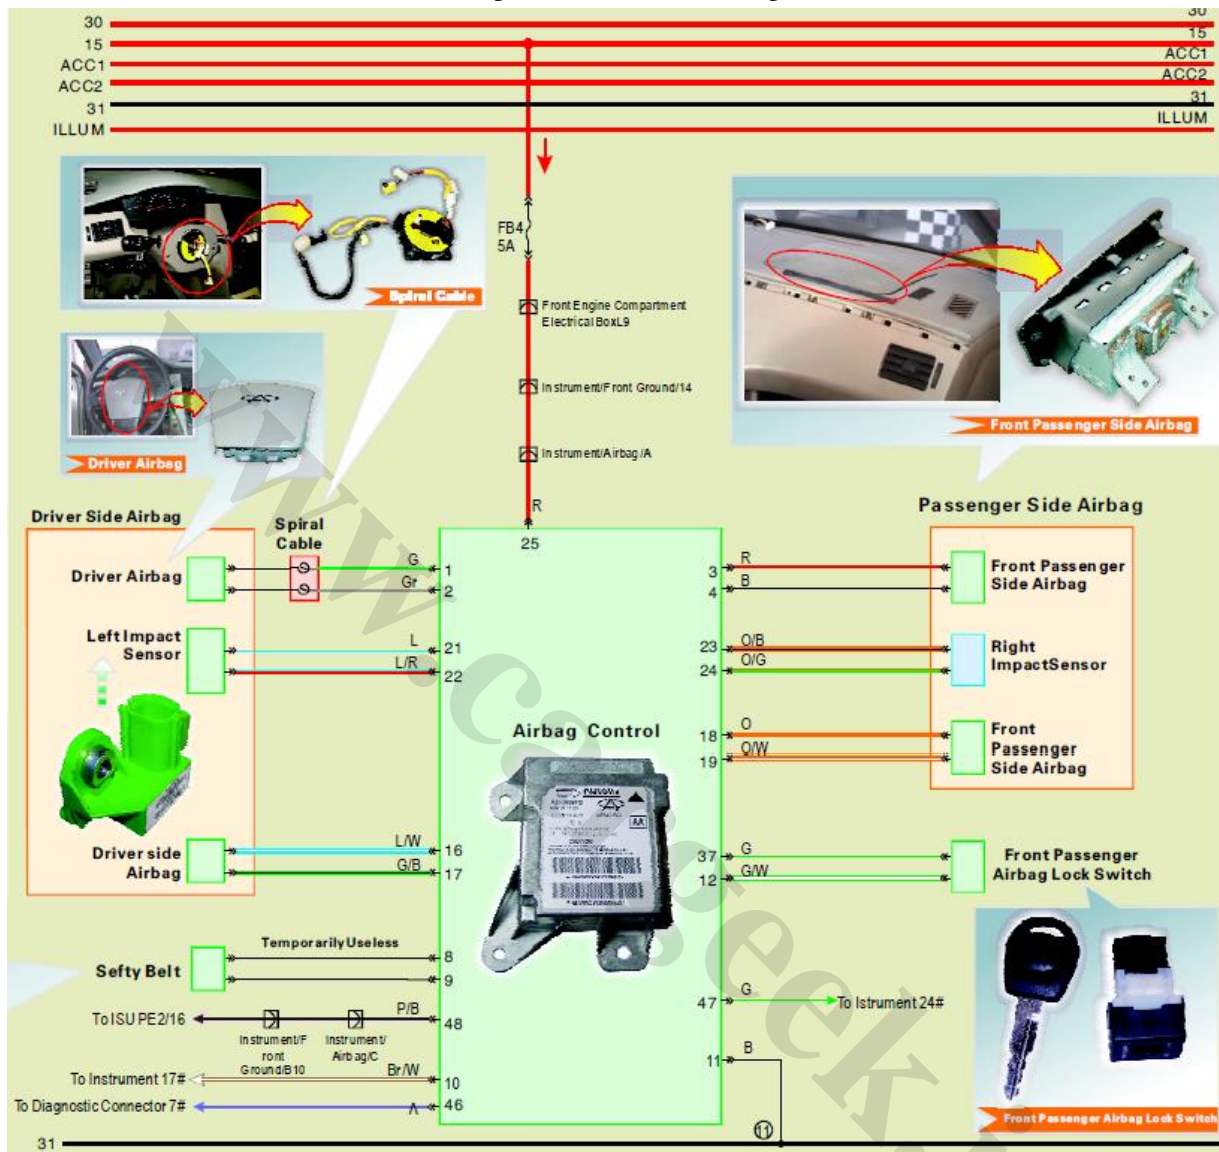 30
30
15
15
ACC1
ACC1
ACC2
ACC2
31
31
ILLUM
ILLUM
FB4
5A
Spiral Cable
Front Engine Compartment
Electrical BoxL9
Instrument/Front Ground/14
Front Passenger Side Airbag
Driver Airbag
Instrument/Airbag/A
R
25
Driver Side Airbag
Spiral
Cable
Passenger Side Airbag
Driver Airbag
G
1
Gr
2
3
R
4
B
Front Passenger
Side Airbag
Left Impact
Sensor
L
21
L/R
22
23
O/B
24
O/G
Right
ImpactSensor
Airbag Control
18
O
19
O/W
Front
Passenger
Side Airbag
AA
Driver side
Airbag
L/W
16
G/B
17
37
G
12
G/W
Front Passenger
Airbag Lock Switch
Sefty Belt
Temporarily Useless
8
9
To ISU PE2/16
P/B
48
Instrument/F
ront
Ground/B10
Instrument/
Airbag/C
47
G
To Istrument 24#
11
B
To Instrument 17#
Br/W
10
To Diagnostic Connector 7#
46
Front Passenger Airbag Lock Switch
11
31